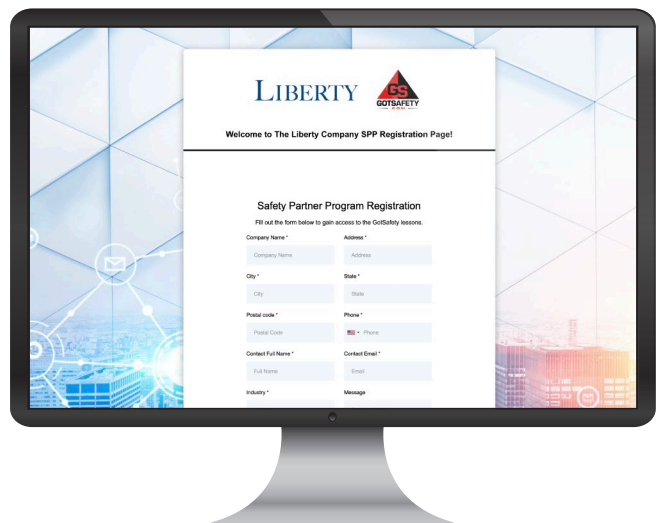 LIBERTY
GS
GOTSAFETY
.COM
Welcome to The Liberty Company SPP Registration Page!
Safety Partner Program Registration
Fill out the form below to gain access to the GotSafety lessons.
Company Name * Address *
Company Name Address
City * State *
City State
Postal code * Phone *
Postal Code Phone
Contact Full Name * Contact Email *
Full Name Email
Industry * Message